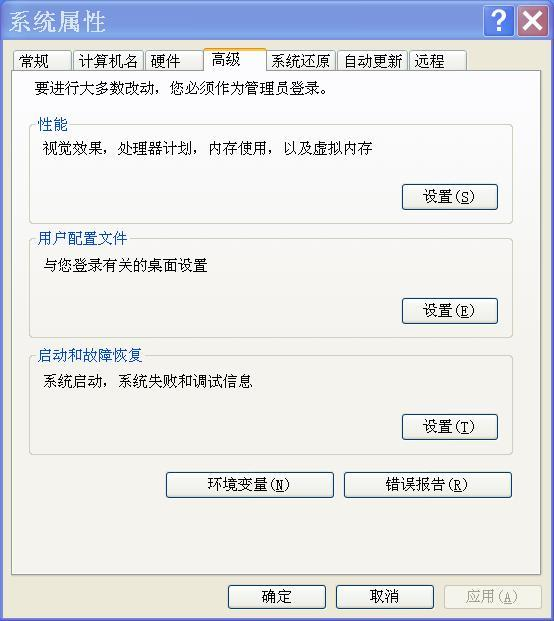 系统属性
常规 计算机名 硬件 高级 系统还原 自动更新 远程
要进行大多数改动，您必须作为管理员登录。
性能
视觉效果，处理器计划，内存使用，以及虚拟内存
设置(S)
用户配置文件
与您登录有关的桌面设置
设置(E)
启动和故障恢复
系统启动，系统失败和调试信息
设置(T)
环境变量(N) 错误报告(R)
确定 取消 应用(A)